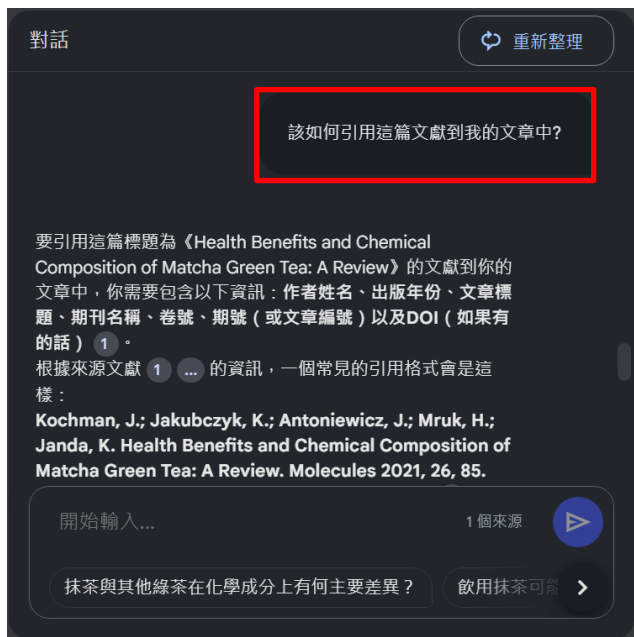 對話
重新整理
該如何引用這篇文獻到我的文章中?
要引用這篇標題為《Health Benefits and Chemical
Composition of Matcha Green Tea: A Review》的文獻到你的
文章中，你需要包含以下資訊：作者姓名、出版年份、文章標
題、期刊名稱、卷號、期號（或文章編號）以及DOI（如果有
的話） 1 。
根據來源文獻 1 ... 的資訊，一個常見的引用格式會是這
樣：
Kochman, J.; Jakubczyk, K.; Antoniewicz, J.; Mruk, H.;
Janda, K. Health Benefits and Chemical Composition of
Matcha Green Tea: A Review. Molecules 2021, 26, 85.
開始輸入...
1 個來源
抹茶與其他綠茶在化學成分上有何主要差異？
飲用抹茶可能